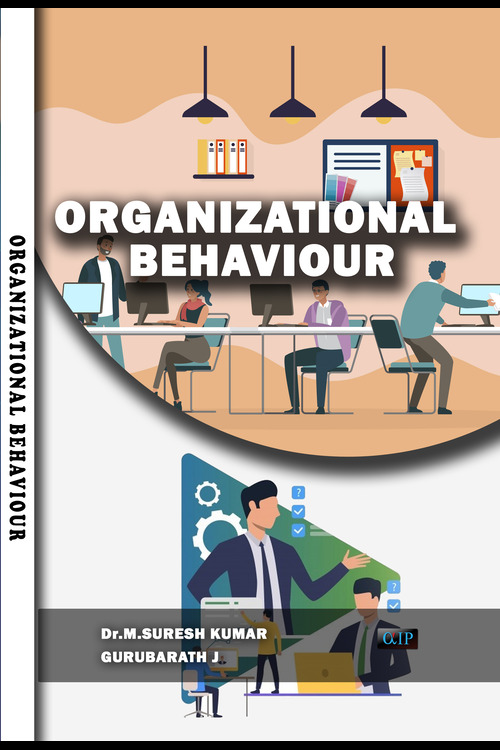 ORGANIZATIONAL BEHAVIOUR
ORGANIZATIONAL
BEHAVIOUR
?
?
Dr.M.SURESH KUMAR
αIP
GURUBARATH J